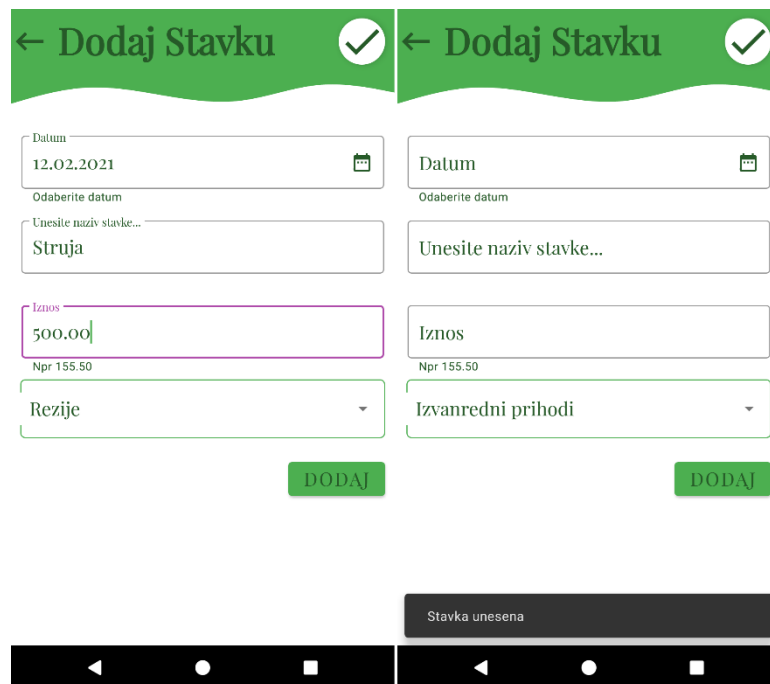 Dodaj Stavku
Datum
12.02.2021
Odaberite datum
Unesite naziv stavke...
Struja
Iznos
500.00
Npr 155.50
Rezije
DODAJ
Dodaj Stavku
Datum
Odaberite datum
Unesite naziv stavke...
Iznos
Npr 155.50
Izvanredni prihodi
DODAJ
Stavka unesena